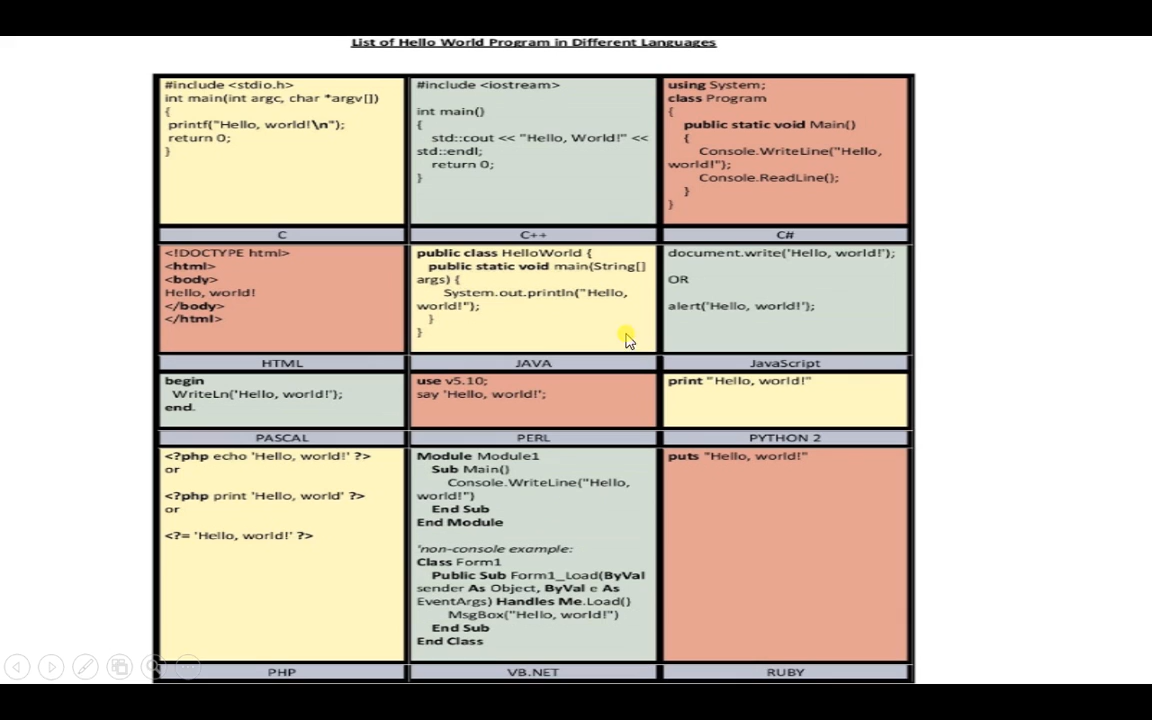 List of Hello World Program in Different Languages
#include <stdio.h>
int main(int argc, char *argv[])
{
printf("Hello, world!\n");
return 0;
}
C
#include <iostream>
int main()
{
std::cout << "Hello, World!" <<
std::endl;
return 0;
}
C++
using System;
class Program
{
public static void Main()
{
Console.WriteLine("Hello,
world!");
Console.ReadLine();
}
}
C#
<!DOCTYPE html>
<html>
<body>
Hello, world!
</body>
</html>
HTML
public class HelloWorld {
public static void main(String[]
args) {
System.out.println("Hello,
world!");
}
}
JAVA
document.write('Hello, world!');
OR
alert('Hello, world!');
JavaScript
begin
WriteLn('Hello, world!');
end.
PASCAL
use v5.10;
say 'Hello, world!';
PERL
print "Hello, world!"
PYTHON 2
<?php echo 'Hello, world!' ?>
or
<?php print 'Hello, world' ?>
or
<?= 'Hello, world!' ?>
PHP
Module Module1
Sub Main()
Console.WriteLine("Hello,
world!")
End Sub
End Module
'non-console example:
Class Form1
Public Sub Form1_Load(ByVal
sender As Object, ByVal e As
EventArgs) Handles Me.Load()
MsgBox("Hello, world!")
End Sub
End Class
VB.NET
puts "Hello, world!"
RUBY